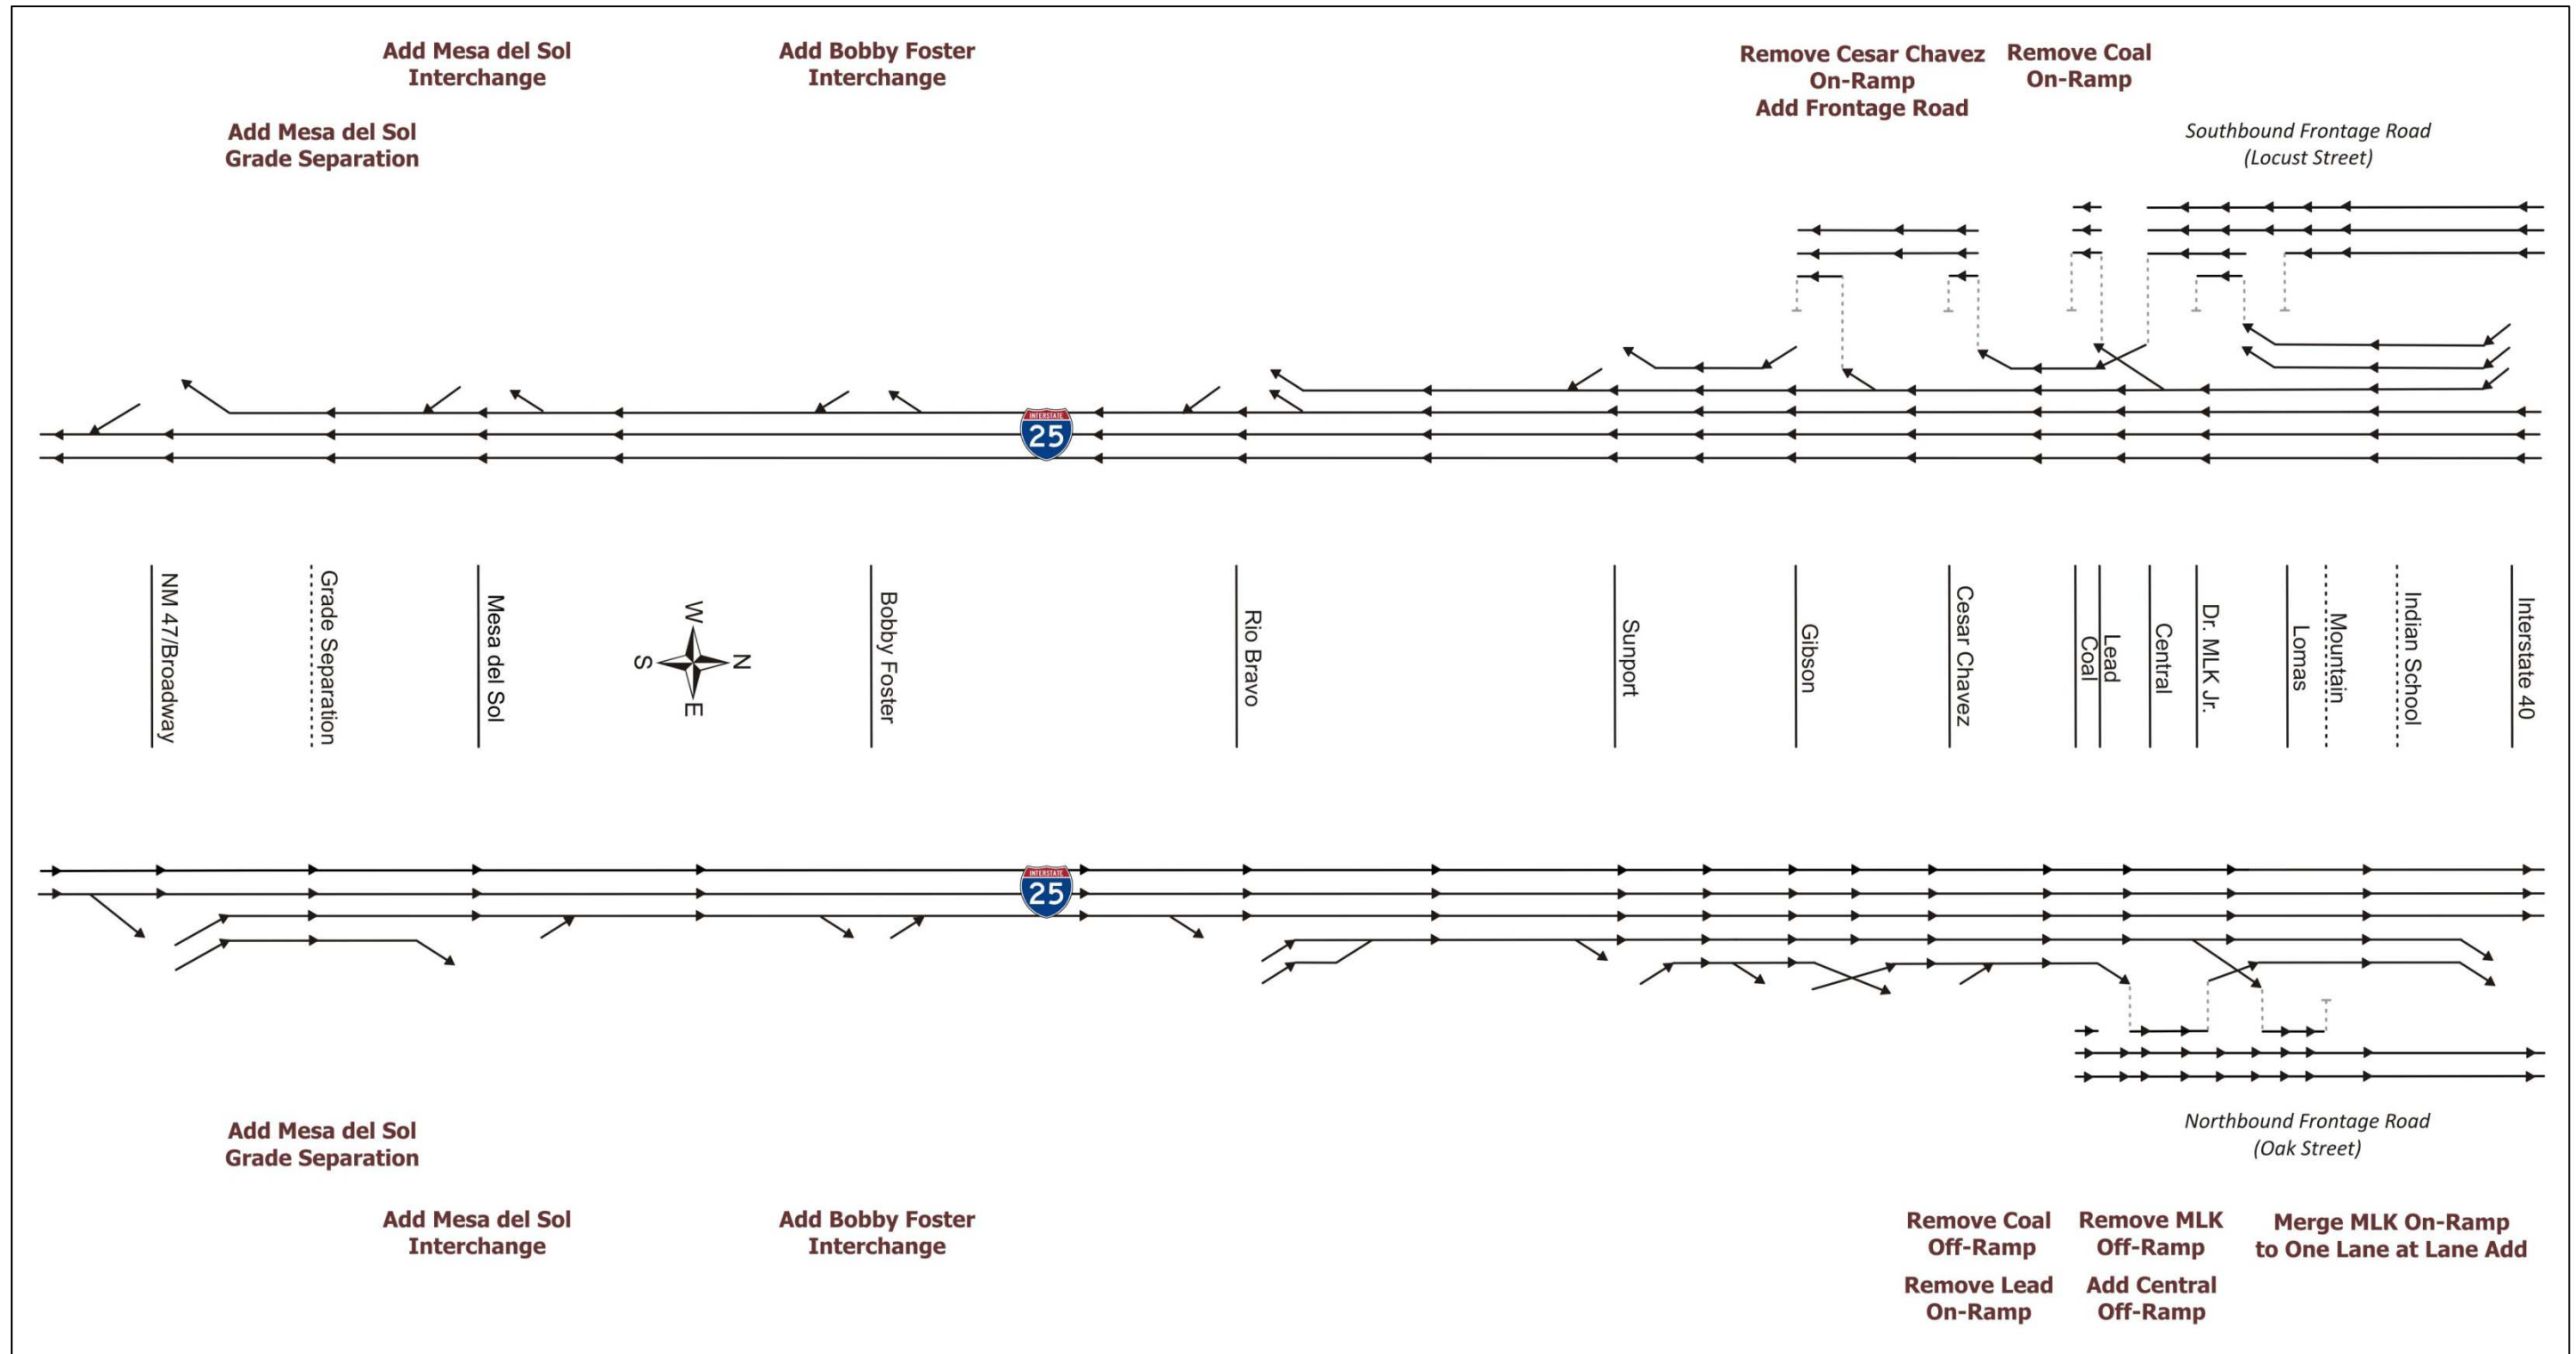 Add Mesa del Sol
Interchange
Add Bobby Foster
Interchange
Remove Cesar Chavez
On-Ramp
Add Frontage Road
Remove Coal
On-Ramp
Add Mesa del Sol
Grade Separation
Southbound Frontage Road
(Locust Street)
INTERSTATE
25
NM 47/Broadway
Grade Separation
Mesa del Sol
W
N
S
E
Bobby Foster
Rio Bravo
Sunport
Gibson
Cesar Chavez
Coal
Lead
Central
Dr. MLK Jr.
Lomas
Mountain
Indian School
Interstate 40
INTERSTATE
25
Add Mesa del Sol
Grade Separation
Northbound Frontage Road
(Oak Street)
Add Mesa del Sol
Interchange
Add Bobby Foster
Interchange
Remove Coal
Off-Ramp
Remove Lead
On-Ramp
Remove MLK
Off-Ramp
Add Central
Off-Ramp
Merge MLK On-Ramp
to One Lane at Lane Add